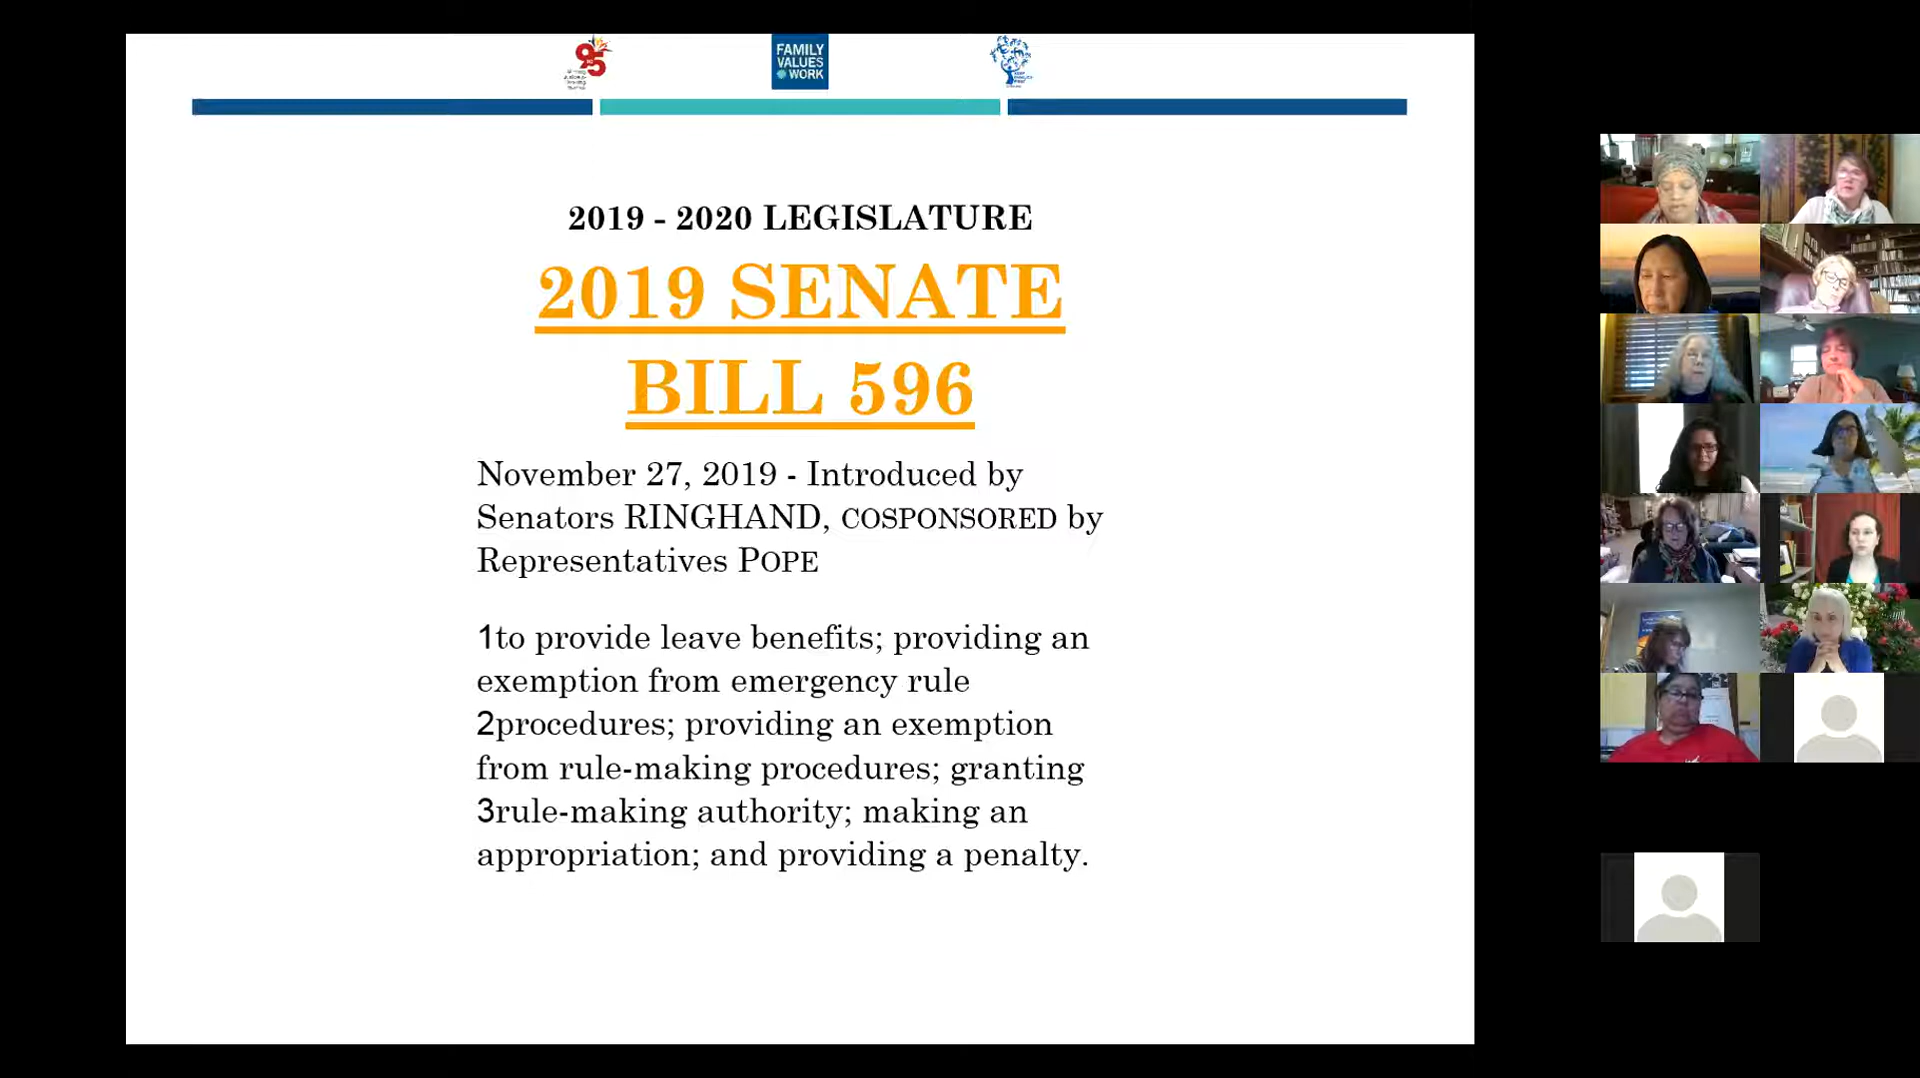 95
FAMILY
VALUES
@WORK
2019 - 2020 LEGISLATURE
2019 SENATE
BILL 596
November 27, 2019 - Introduced by
Senators RINGHAND, COSPONSORED by
Representatives POPE
1to provide leave benefits; providing an
exemption from emergency rule
2procedures; providing an exemption
from rule-making procedures; granting
3rule-making authority; making an
appropriation; and providing a penalty.